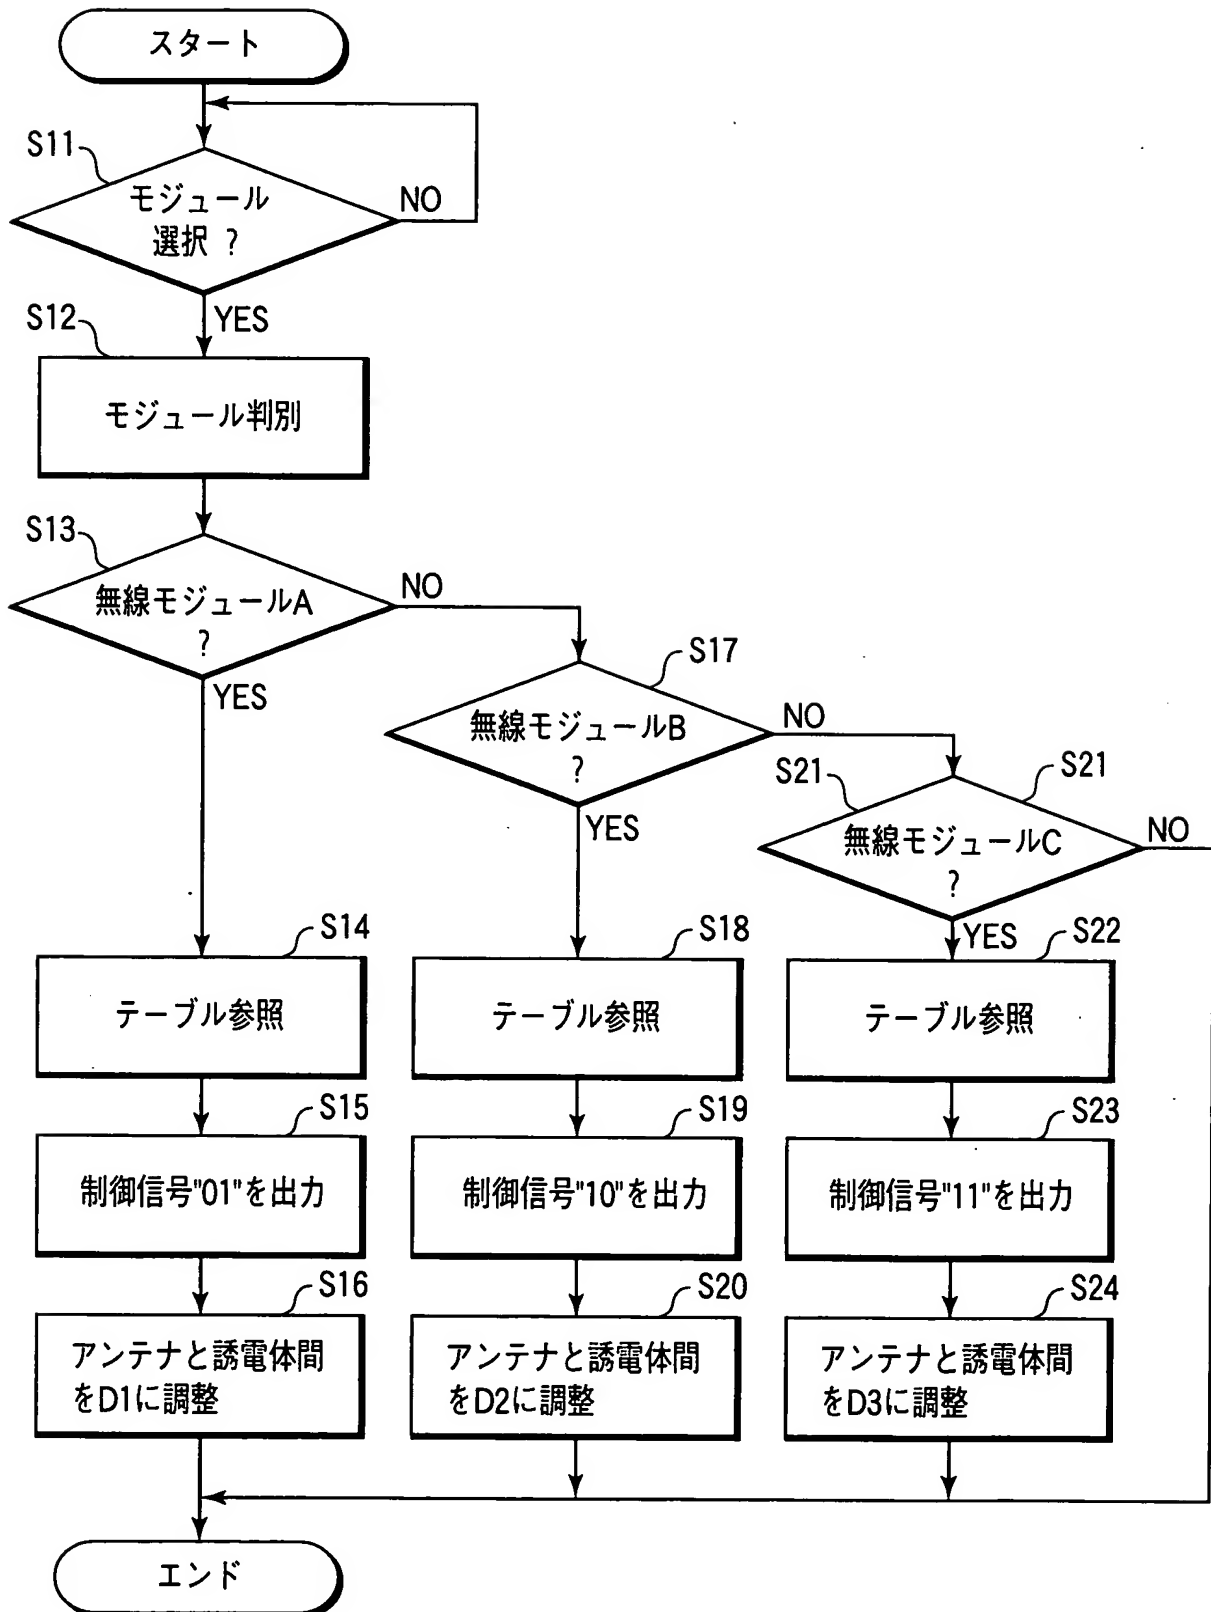 スタート
S11
モジュール
選択 ?
NO
YES
S12
モジュール判別
S13
無線モジュールA
?
NO
YES
S17
無線モジュールB
?
NO
YES
S21
S21
無線モジュールC
?
NO
YES
S14
テーブル参照
S18
テーブル参照
S22
テーブル参照
S15
制御信号"01"を出力
S19
制御信号"10"を出力
S23
制御信号"11"を出力
S16
アンテナと誘電体間
をD1に調整
S20
アンテナと誘電体間
をD2に調整
S24
アンテナと誘電体間
をD3に調整
エンド